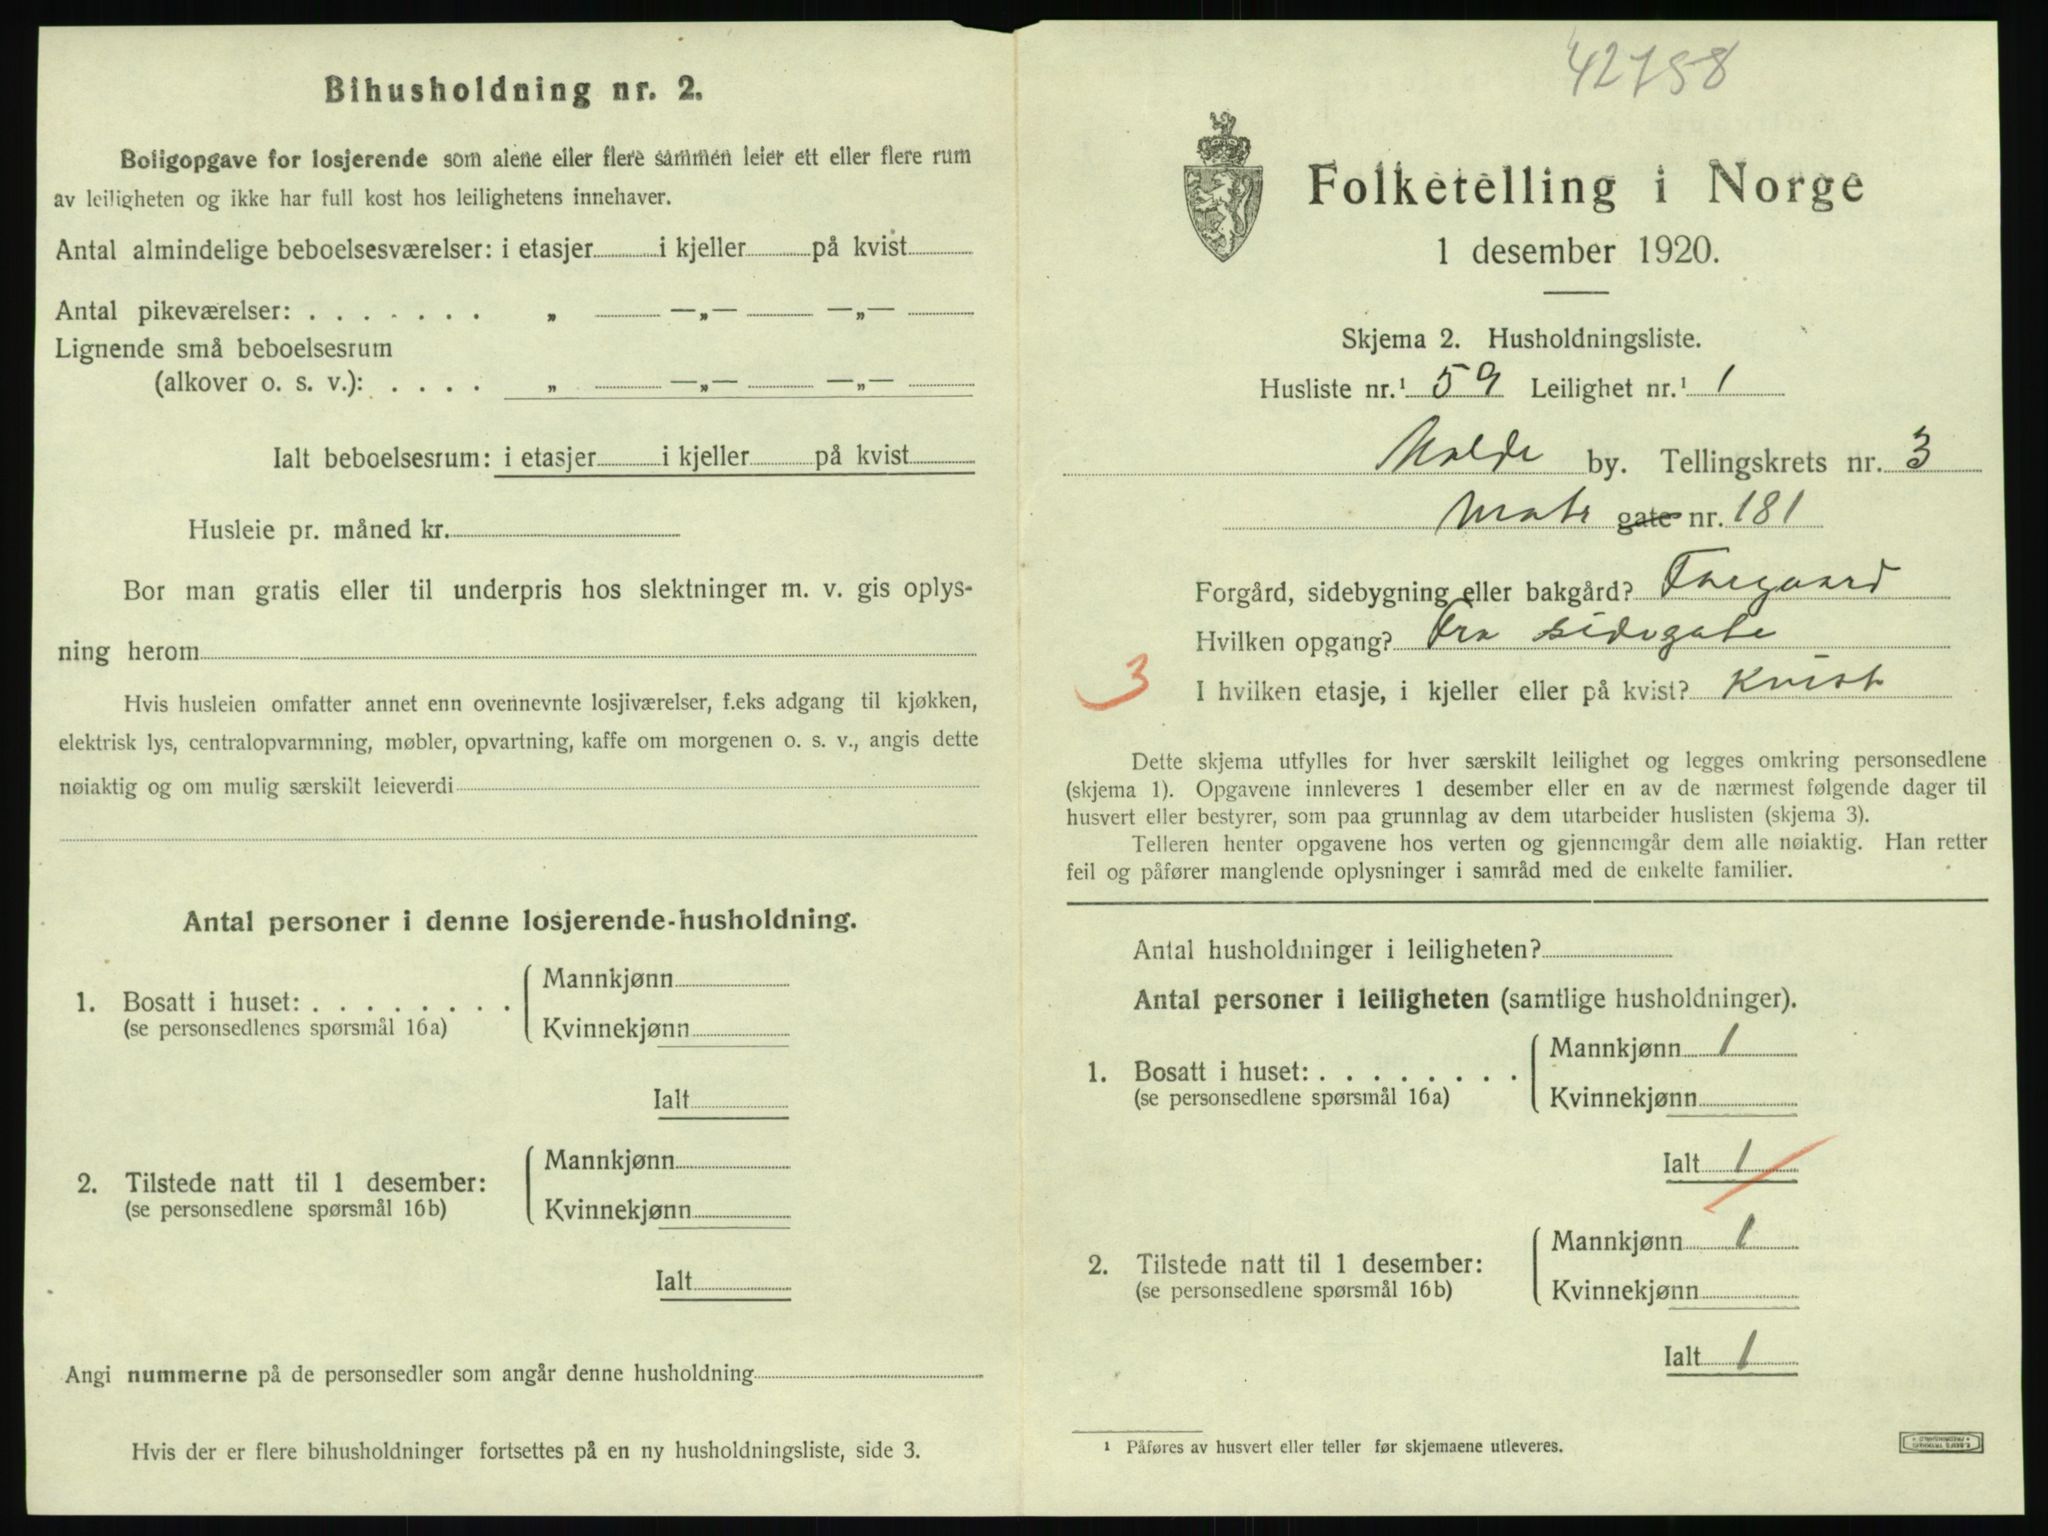 Bihusholdning nr. 2.
Boligopgave for losjerende som alene eller flere sammen leier ett eller flere rum
av leiligheten og ikke har full kost hos leilighetens innehaver.
Antal almindelige beboelsesværelser: i etasjer i kjeller på kvist
Antal pikeværelser: . . . . . . . „ —„— —„—
Lignende små beboelsesrum
(alkover o. s. v.): . . . . „ —„— —„—
Ialt beboelsesrum: i etasjer i kjeller på kvist
Husleie pr. måned kr.
Bor man gratis eller til underpris hos slektninger m. v. gis oplys-
ning herom
Hvis husleien omfatter annet enn ovennevnte losjiværelser, f.eks adgang til kjøkken,
elektrisk lys, centralopvarmning, møbler, opvartning, kaffe om morgenen o. s. v., angis dette
nøiaktig og om mulig særskilt leieverdi
Antal personer i denne losjerende-husholdning.
1. Bosatt i huset: . . . . . . . . Mannkjønn
(se personsedlenes spørsmål 16a) Kvinnekjønn
Ialt
2. Tilstede natt til 1 desember: Mannkjønn
(se personsedlene spørsmål 16b) Kvinnekjønn
Ialt
Angi nummerne på de personsedler som angår denne husholdning
Hvis der er flere bihusholdninger fortsettes på en ny husholdningsliste, side 3.
42758
Folketelling i Norge
1 desember 1920.
Skjema 2. Husholdningsliste.
Husliste nr.¹ 59 Leilighet nr.¹ 1
Molde by. Tellingskrets nr. 3
Matr gate nr. 181
Forgård, sidebygning eller bakgård? Forgaard
Hvilken opgang? Fra sidegate
3 I hvilken etasje, i kjeller eller på kvist? Kvist
Dette skjema utfylles for hver særskilt leilighet og legges omkring personsedlene
(skjema 1). Opgavene innleveres 1 desember eller en av de nærmest følgende dager til
husvert eller bestyrer, som paa grunnlag av dem utarbeider huslisten (skjema 3).
Telleren henter opgavene hos verten og gjennemgår dem alle nøiaktig. Han retter
feil og påfører manglende oplysninger i samråd med de enkelte familier.
Antal husholdninger i leiligheten?
Antal personer i leiligheten (samtlige husholdninger).
1. Bosatt i huset: . . . . . . . . Mannkjønn 1
(se personsedlene spørsmål 16a) Kvinnekjønn
Ialt 1
2. Tilstede natt til 1 desember: Mannkjønn 1
(se personsedlene spørsmål 16b) Kvinnekjønn
Ialt 1
¹ Påføres av husvert eller teller før skjemaene utleveres.